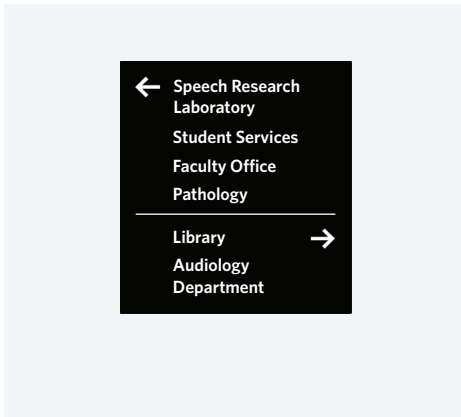 ← Speech Research
Laboratory
Student Services
Faculty Office
Pathology
Library →
Audiology
Department